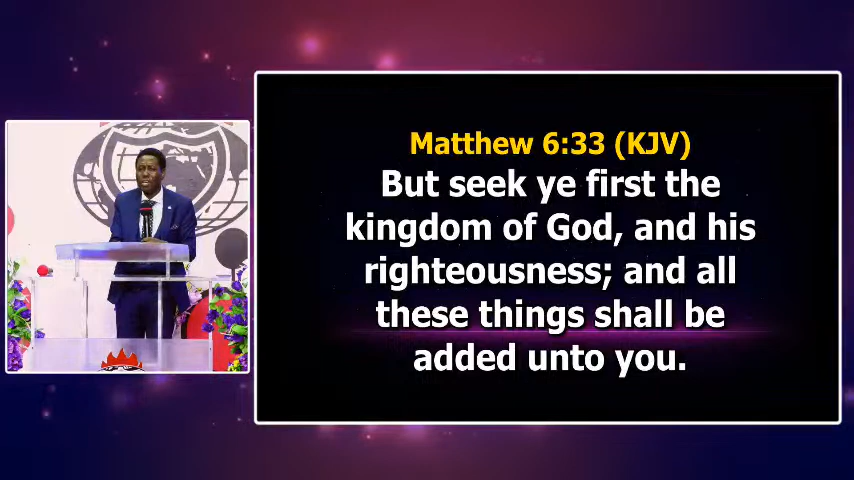 Matthew 6:33 (KJV)
But seek ye first the
kingdom of God, and his
righteousness; and all
these things shall be
added unto you.